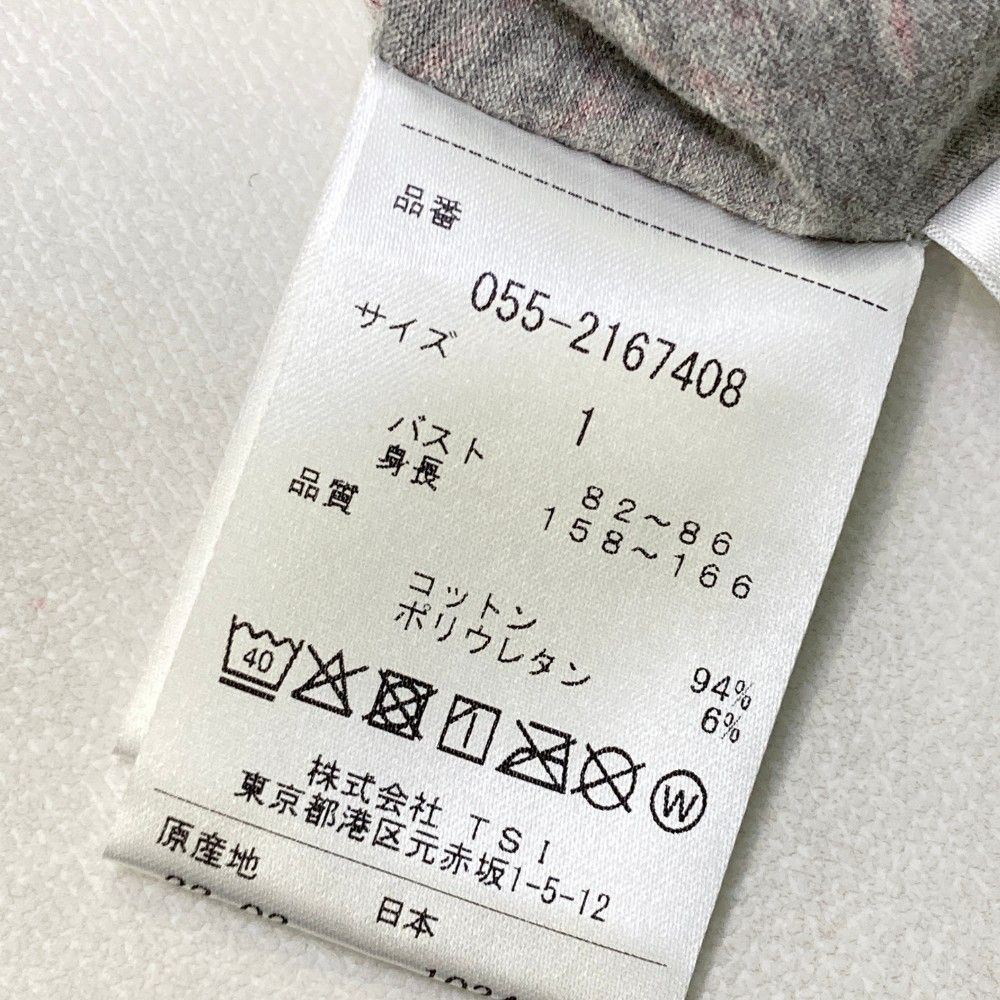 品番
055-2167408
サイズ
1
バスト 82～86
身長 158～166
品質
コットン 94%
ポリウレタン 6%
40
W
株式会社 TSI
東京都港区元赤坂1-5-12
原産地
日本